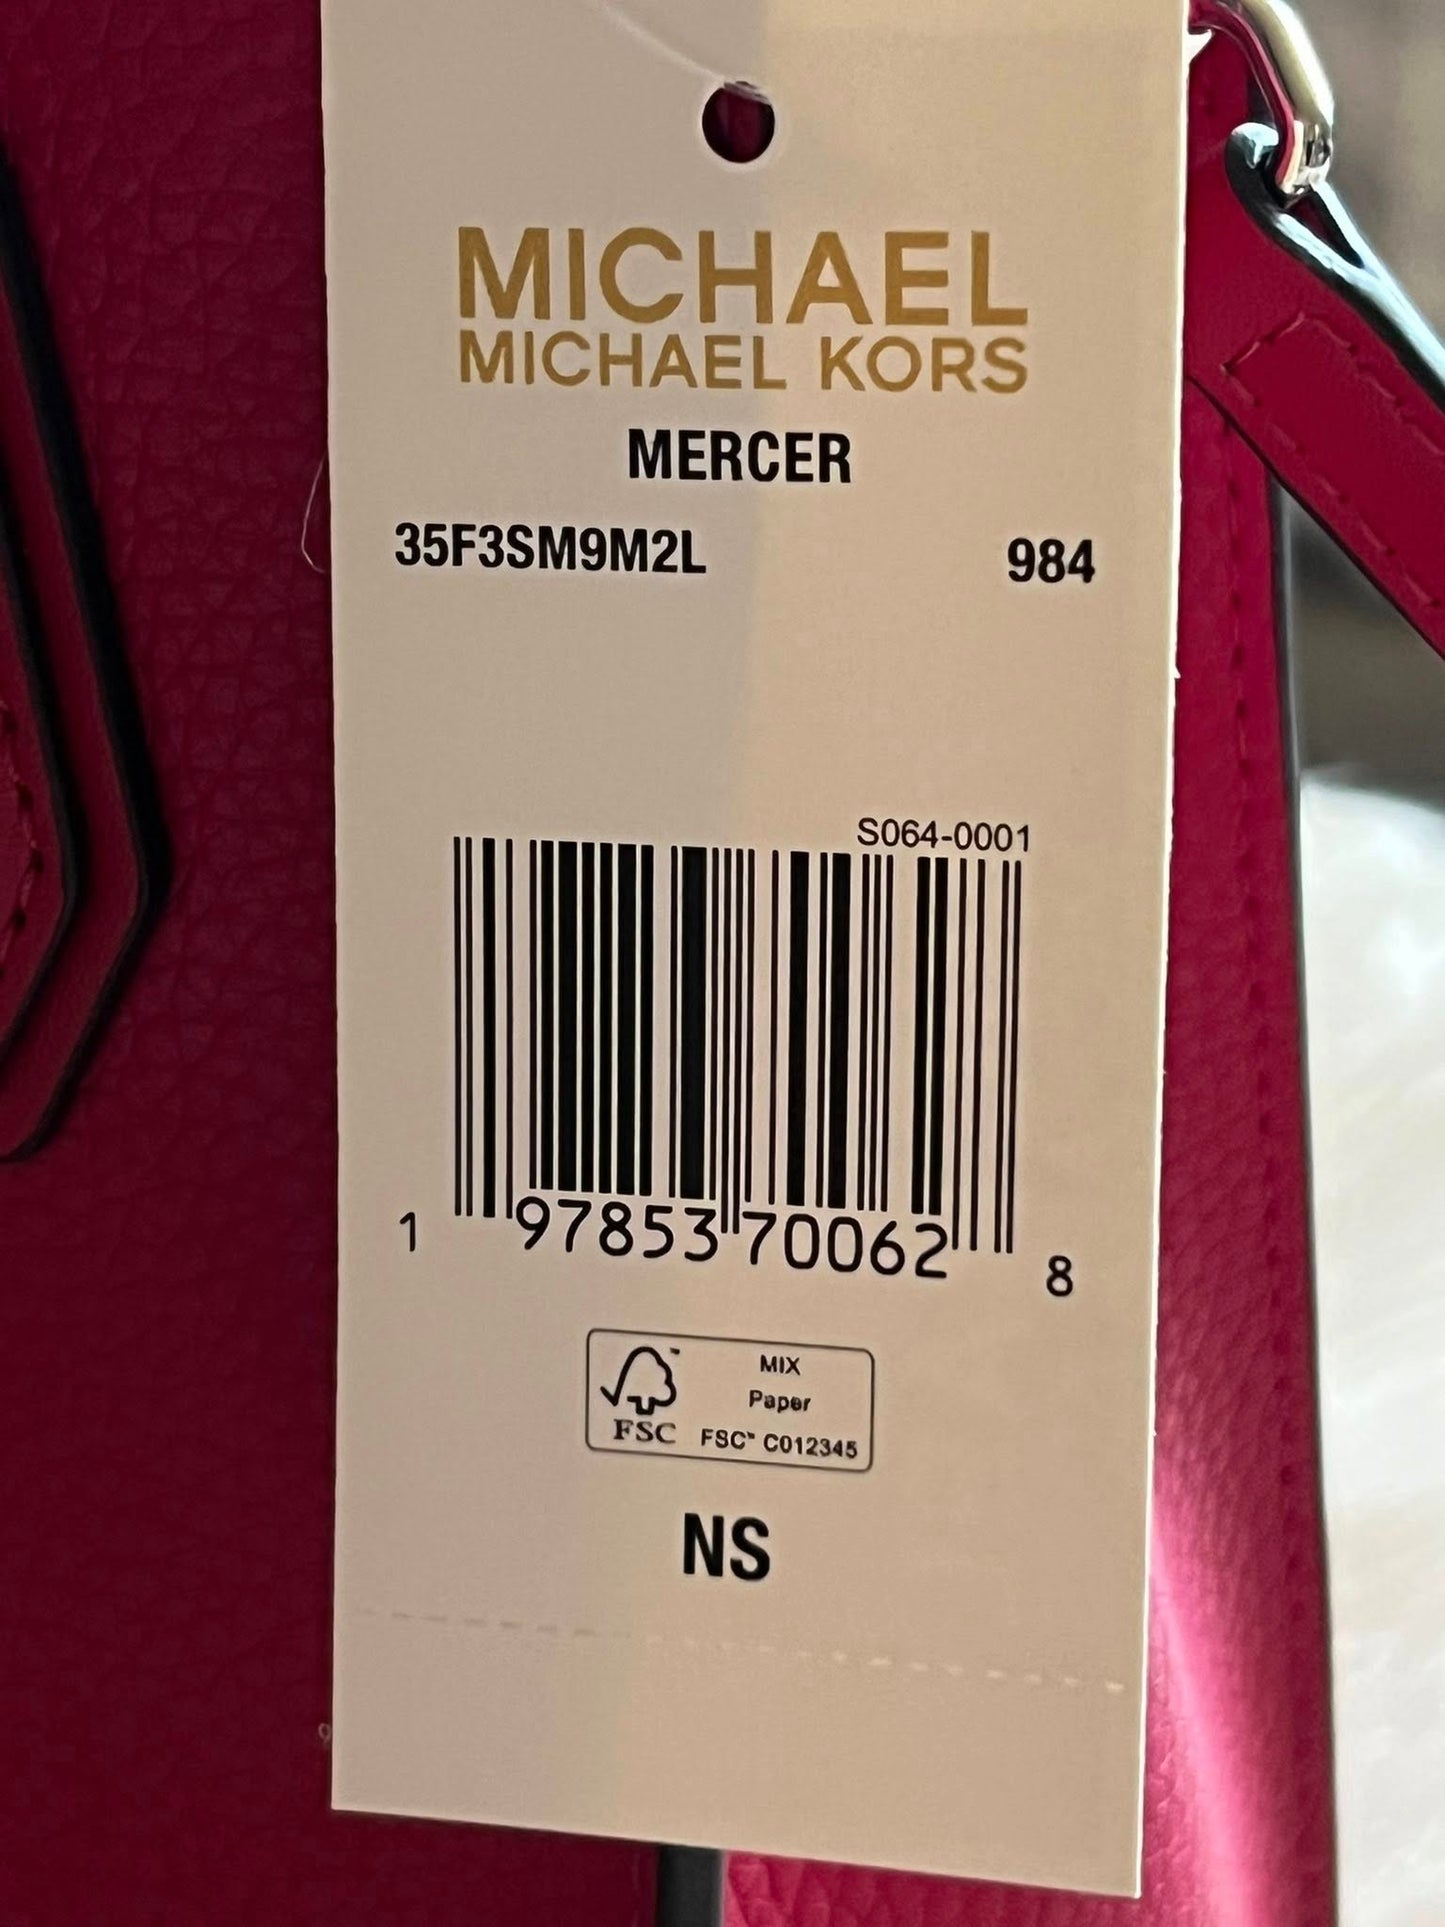 MICHAEL
MICHAEL KORS
MERCER
35F3SM9M2L 984
S064-0001
1 97853 70062 8
MIX
Paper
FSC FSC™ C012345
NS